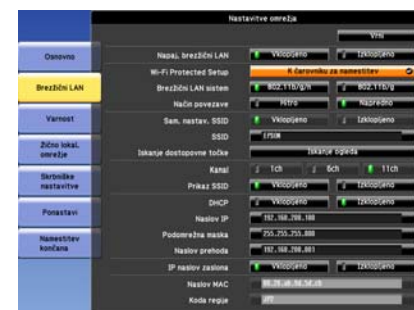 Nastavitve omrežja
Vrni
Osnovno
Brezžični LAN
Varnost
Žično lokal. omrežje
Skrbniške nastavitve
Ponastavi
Namestitev končana
Napaj. brezžični LAN Vklopljeno Izklopljeno
Wi-Fi Protected Setup K čarovniku za namestitev
Brezžični LAN sistem 802.11b/g/n 802.11b/g
Način povezave Hitro Napredno
Sam. nastav. SSID Vklopljeno Izklopljeno
SSID EPSON
Iskanje dostopovne točke Iskanje ogleda
Kanal 1ch 6ch 11ch
Prikaz SSID Vklopljeno Izklopljeno
DHCP Vklopljeno Izklopljeno
Naslov IP 192.168.200.100
Podomrežna maska 255.255.255.000
Naslov prehoda 192.168.200.001
IP naslov zaslona Vklopljeno Izklopljeno
Naslov MAC
Koda regije